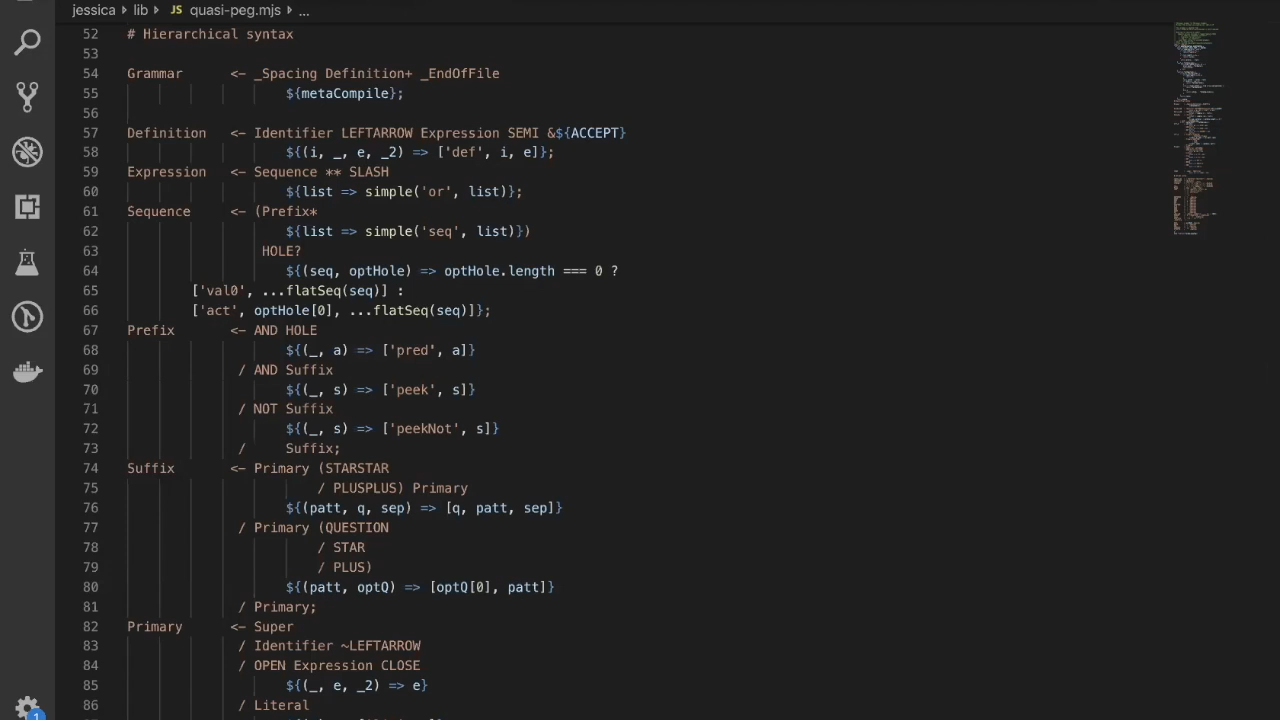 jessica > lib > JS quasi-peg.mjs > ...
52 # Hierarchical syntax
53
54 Grammar <- _Spacing Definition+ _EndOfFile
55 ${metaCompile};
56
57 Definition <- Identifier LEFTARROW Expression SEMI &${ACCEPT}
58 ${(i, _, e, _2) => ['def', i, e]};
59 Expression <- Sequence ** SLASH
60 ${list => simple('or', list)};
61 Sequence <- (Prefix*
62 ${list => simple('seq', list)})
63 HOLE?
64 ${(seq, optHole) => optHole.length === 0 ?
65 ['val0', ...flatSeq(seq)] :
66 ['act', optHole[0], ...flatSeq(seq)]};
67 Prefix <- AND HOLE
68 ${(_, a) => ['pred', a]}
69 / AND Suffix
70 ${(_, s) => ['peek', s]}
71 / NOT Suffix
72 ${(_, s) => ['peekNot', s]}
73 / Suffix;
74 Suffix <- Primary (STARSTAR
75 / PLUSPLUS) Primary
76 ${(patt, q, sep) => [q, patt, sep]}
77 / Primary (QUESTION
78 / STAR
79 / PLUS)
80 ${(patt, optQ) => [optQ[0], patt]}
81 / Primary;
82 Primary <- Super
83 / Identifier ~LEFTARROW
84 / OPEN Expression CLOSE
85 ${(_, e, _2) => e}
86 / Literal
1